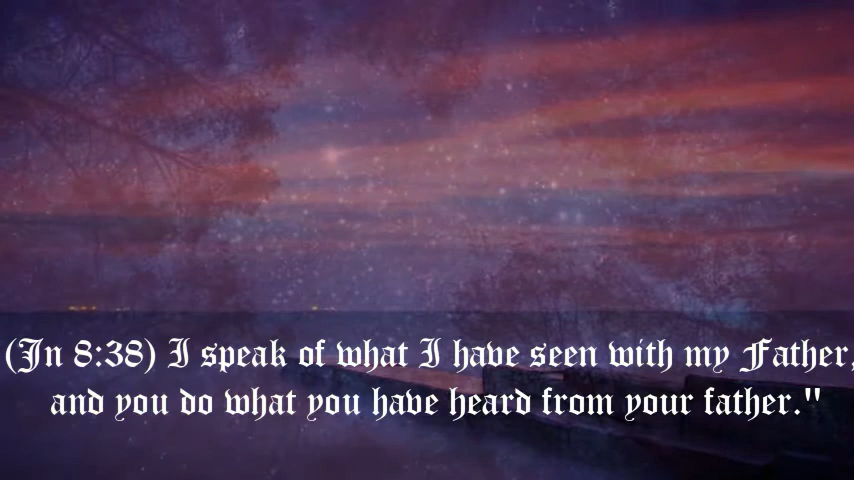 (Jn 8:38) I speak of what I have seen with my Father,
and you do what you have heard from your father."